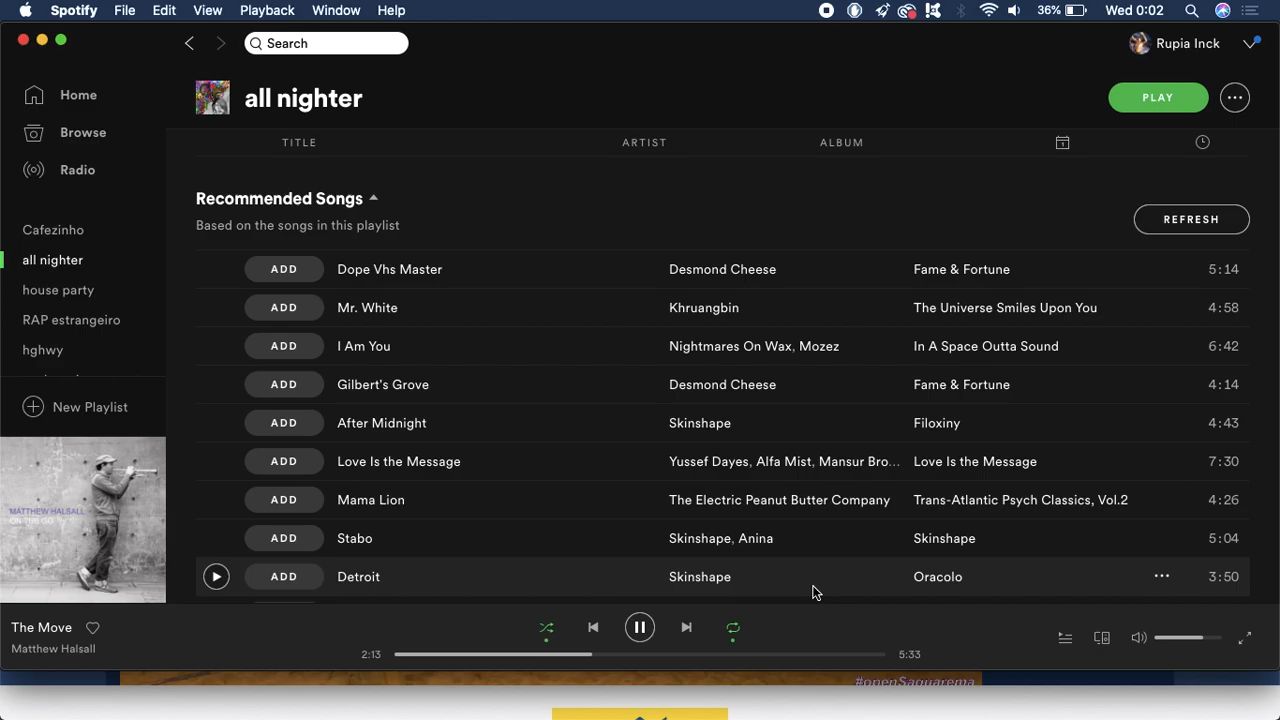 Spotify File Edit View Playback Window Help 36% Wed 0:02
Search Rupia Inck
all nighter PLAY
Home
Browse
Radio
Cafezinho
all nighter
house party
RAP estrangeiro
hghwy
New Playlist
MATTHEW HALSALL
ON THE GO
TITLE ARTIST ALBUM
Recommended Songs
Based on the songs in this playlist
REFRESH
ADD Dope Vhs Master Desmond Cheese Fame & Fortune 5:14
ADD Mr. White Khruangbin The Universe Smiles Upon You 4:58
ADD I Am You Nightmares On Wax, Mozez In A Space Outta Sound 6:42
ADD Gilbert's Grove Desmond Cheese Fame & Fortune 4:14
ADD After Midnight Skinshape Filoxiny 4:43
ADD Love Is the Message Yussef Dayes, Alfa Mist, Mansur Bro... Love Is the Message 7:30
ADD Mama Lion The Electric Peanut Butter Company Trans-Atlantic Psych Classics, Vol.2 4:26
ADD Stabo Skinshape, Anina Skinshape 5:04
ADD Detroit Skinshape Oracolo ... 3:50
The Move
Matthew Halsall
2:13 5:33
#openSaquarema